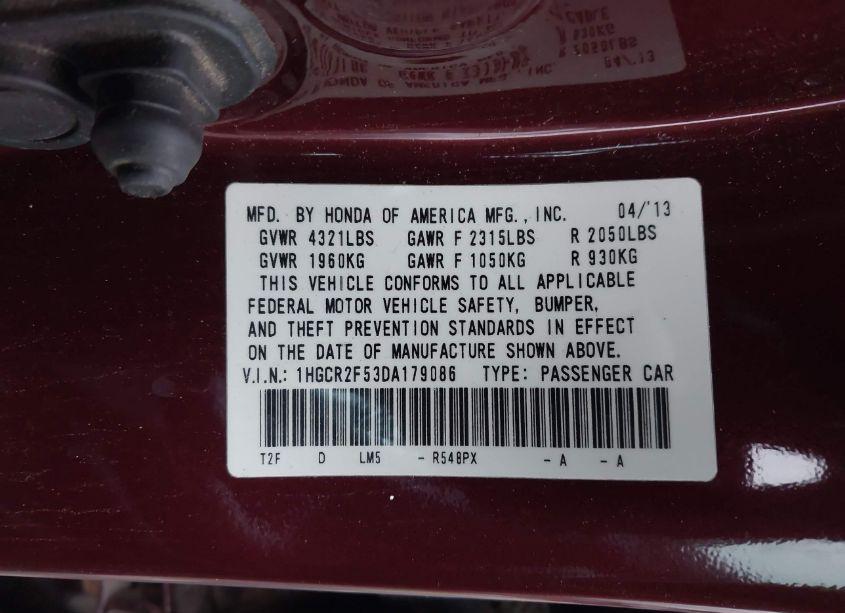 MFD. BY HONDA OF AMERICA MFG., INC. 04/'13
GVWR 4321LBS GAWR F 2315LBS R 2050LBS
GVWR 1960KG GAWR F 1050KG R 930KG
THIS VEHICLE CONFORMS TO ALL APPLICABLE
FEDERAL MOTOR VEHICLE SAFETY, BUMPER,
AND THEFT PREVENTION STANDARDS IN EFFECT
ON THE DATE OF MANUFACTURE SHOWN ABOVE.
V.I.N.: 1HGCR2F53DA179086 TYPE: PASSENGER CAR
T2F D LM5 - R548PX - A - A